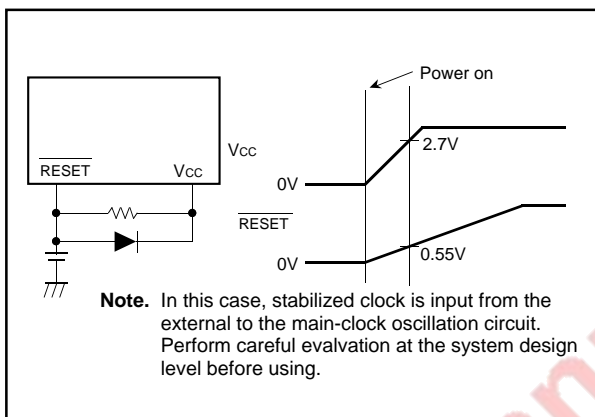 Power on
VCC
2.7V
RESET
VCC
0V
RESET
0.55V
0V
Note. In this case, stabilized clock is input from the
external to the main-clock oscillation circuit.
Perform careful evalvation at the system design
level before using.